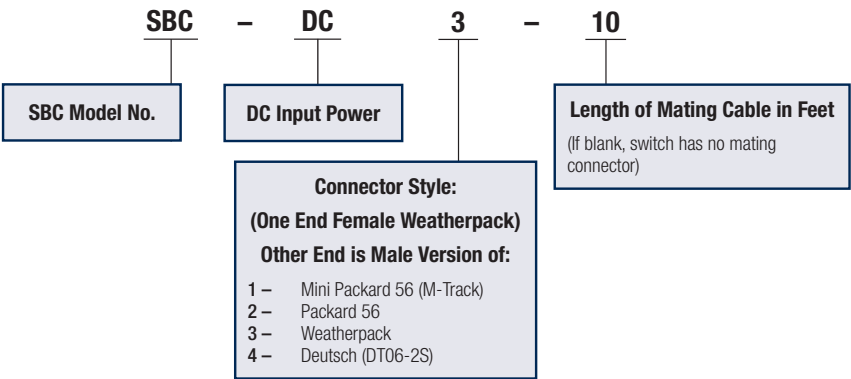 SBC – DC 3 – 10
SBC Model No.
DC Input Power
Length of Mating Cable in Feet
(If blank, switch has no mating
connector)
Connector Style:
(One End Female Weatherpack)
Other End is Male Version of:
1 – Mini Packard 56 (M-Track)
2 – Packard 56
3 – Weatherpack
4 – Deutsch (DT06-2S)